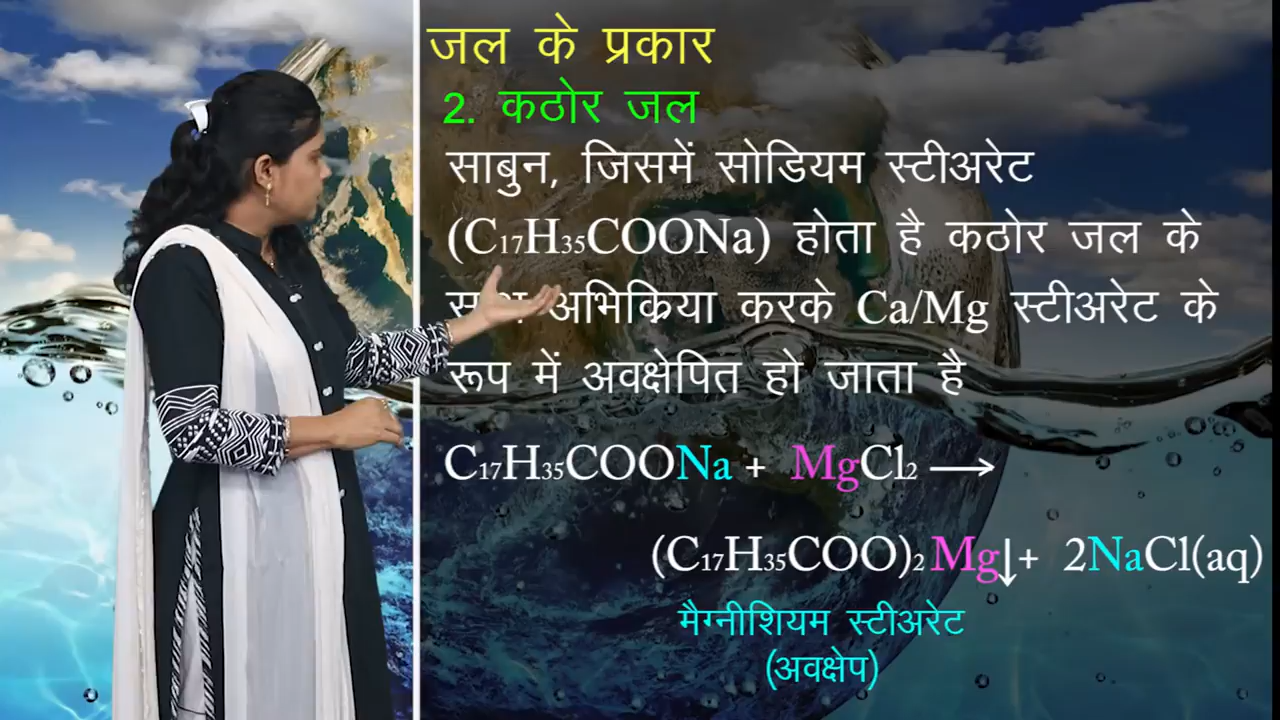 जल के प्रकार
2. कठोर जल
साबुन, जिसमें सोडियम स्टीअरेट
(C₁₇H₃₅COONa) होता है कठोर जल के
अभिक्रिया करके Ca/Mg स्टीअरेट के
रूप में अवक्षेपित हो जाता है
C₁₇H₃₅COONa + MgCl₂ ⟶
(C₁₇H₃₅COO)₂Mg↓+ 2NaCl(aq)
मैग्नीशियम स्टीअरेट
(अवक्षेप)